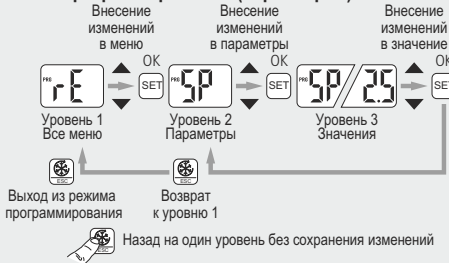 Внесение
изменений
в меню
Внесение
изменений
в параметры
Внесение
изменений
в значение
OK
OK
OK
PRG
rE
SET
PRG
SP
SET
PRG
SP/2.5
Уровень 1
Все меню
Уровень 2
Параметры
Уровень 3
Значения
ESC
ESC
Выход из режима
программирования
Возврат
к уровню 1
ESC
Назад на один уровень без сохранения изменений